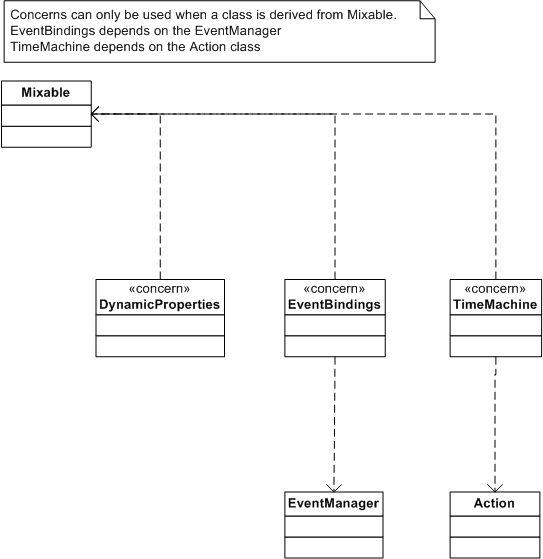 Concerns can only be used when a class is derived from Mixable.
EventBindings depends on the EventManager
TimeMachine depends on the Action class
Mixable
«concern»
DynamicProperties
«concern»
EventBindings
«concern»
TimeMachine
EventManager
Action